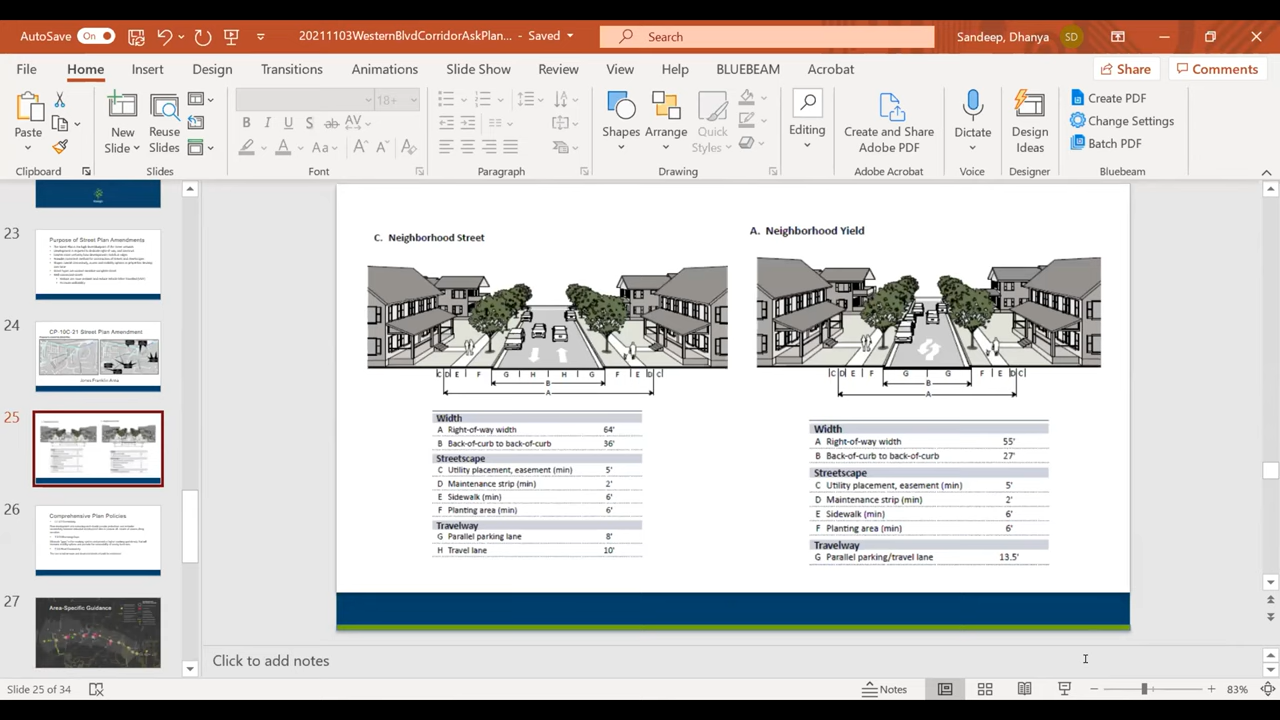 AutoSave On 20211103WesternBlvdCorridorAskPlan... - Saved Search Sandeep, Dhanya SD
File Home Insert Design Transitions Animations Slide Show Review View Help BLUEBEAM Acrobat Share Comments
Paste New Slides Reuse Slides 18+ Shapes Arrange Quick Styles Editing Create and Share Adobe PDF Dictate Design Ideas Create PDF
Change Settings
Batch PDF
Clipboard Slides Font Paragraph Drawing Adobe Acrobat Voice Designer Bluebeam
23
Purpose of Street Plan Amendments
24
CP-10C-21 Street Plan Amendment
Jones Franklin Area
25
26
Comprehensive Plan Policies
27
Area-Specific Guidance
C. Neighborhood Street
C D E F G H H G F E D C
B
A
Width
A Right-of-way width 64'
B Back-of-curb to back-of-curb 36'
Streetscape
C Utility placement, easement (min) 5'
D Maintenance strip (min) 2'
E Sidewalk (min) 6'
F Planting area (min) 6'
Travelway
G Parallel parking lane 8'
H Travel lane 10'
A. Neighborhood Yield
C D E F G G F E D C
B
A
Width
A Right-of-way width 55'
B Back-of-curb to back-of-curb 27'
Streetscape
C Utility placement, easement (min) 5'
D Maintenance strip (min) 2'
E Sidewalk (min) 6'
F Planting area (min) 6'
Travelway
G Parallel parking/travel lane 13.5'
Click to add notes
Slide 25 of 34 Notes 83%